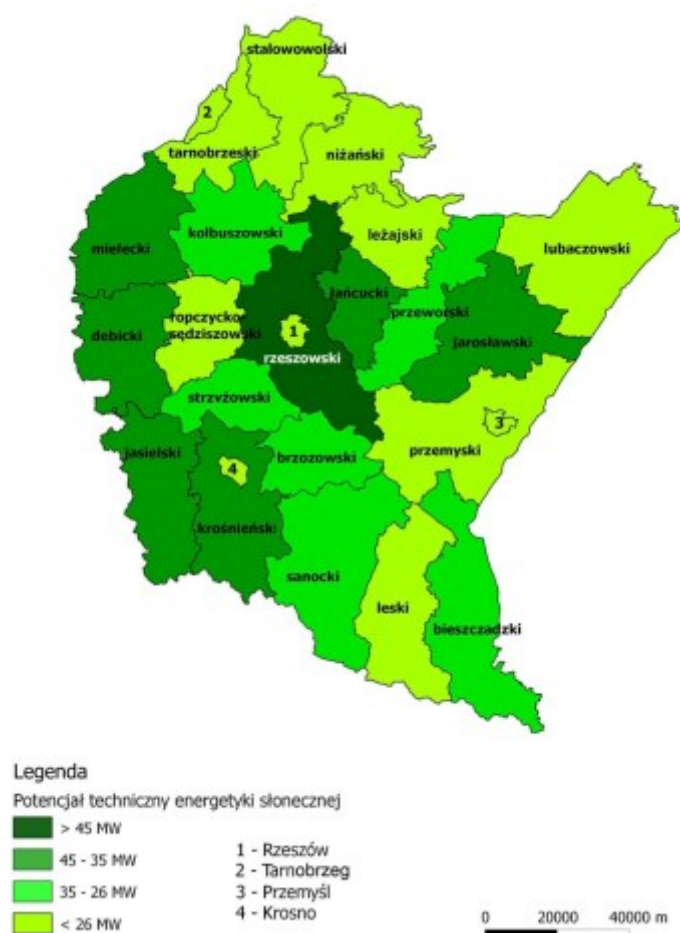 stalowowolski
2
tarnobrzeski
niżański
mielecki
kolbuszowski
leżajski
lubaczowski
łańcucki
ropczycko-
sędziszowski
dębicki
1
przeworski
rzeszowski
jarosławski
strzyżowski
3
jasielski
4
brzozowski
przemyski
krośnieński
sanocki
leski
bieszczadzki
Legenda
Potencjał techniczny energetyki słonecznej
> 45 MW
45 - 35 MW
35 - 26 MW
< 26 MW
1 - Rzeszów
2 - Tarnobrzeg
3 - Przemyśl
4 - Krosno
0 20000 40000 m